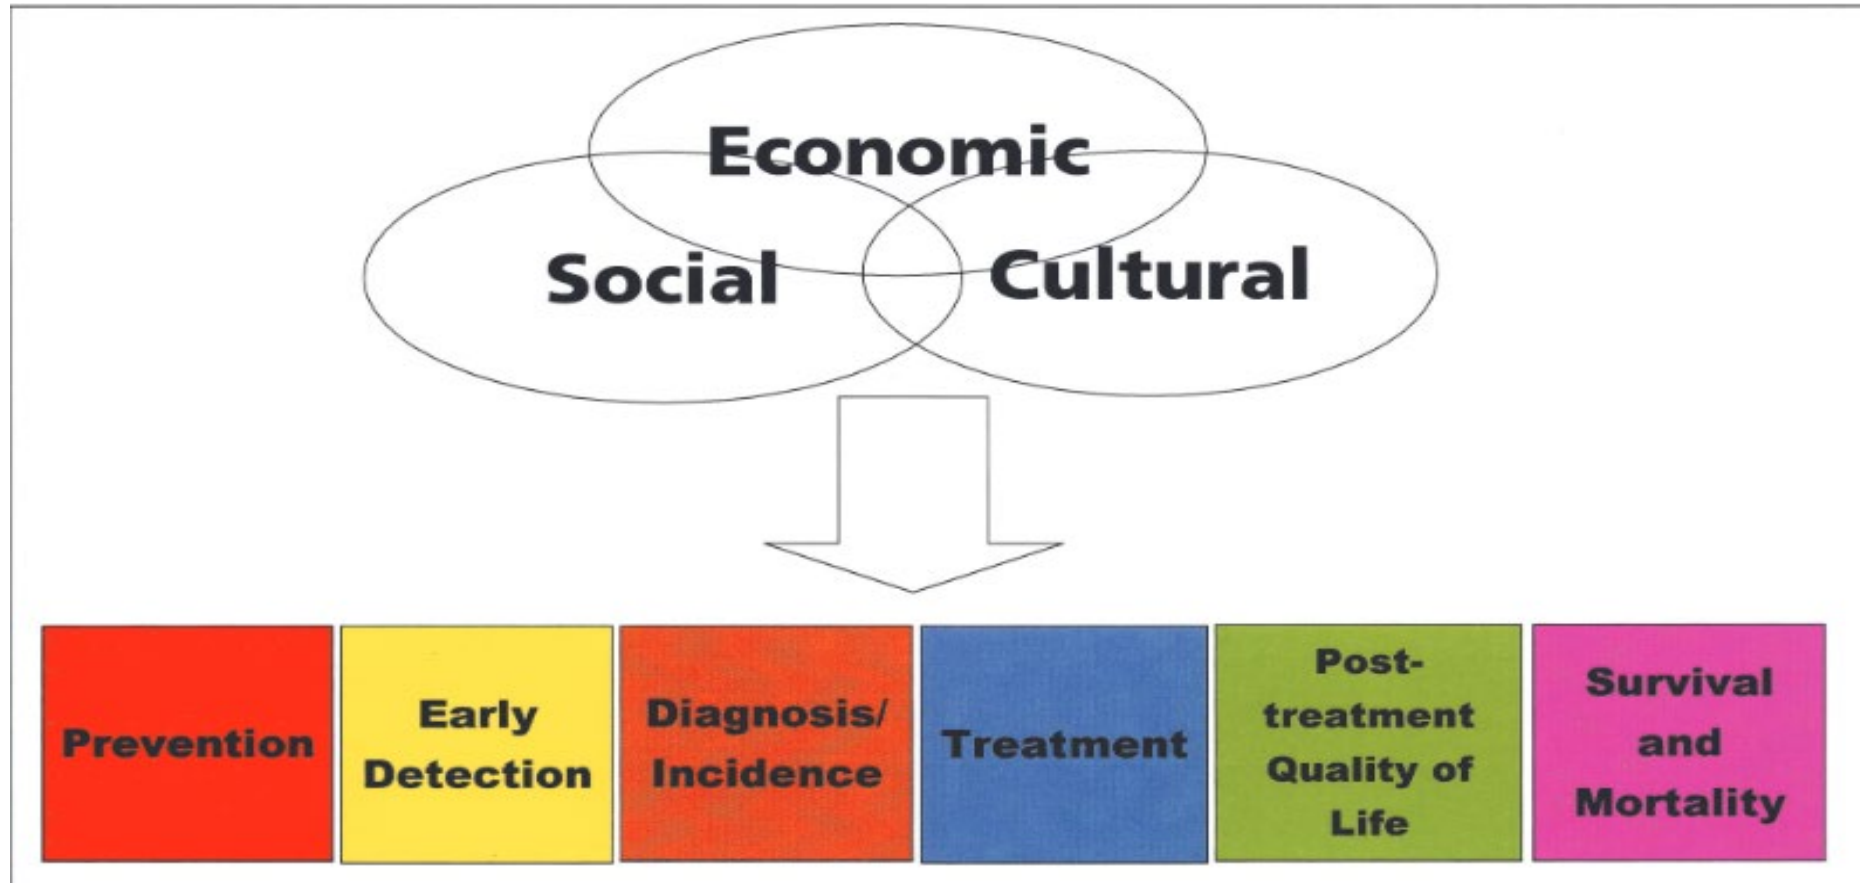 Economic
Social
Cultural
Prevention
Early
Detection
Diagnosis/
Incidence
Treatment
Post-
treatment
Quality of
Life
Survival
and
Mortality